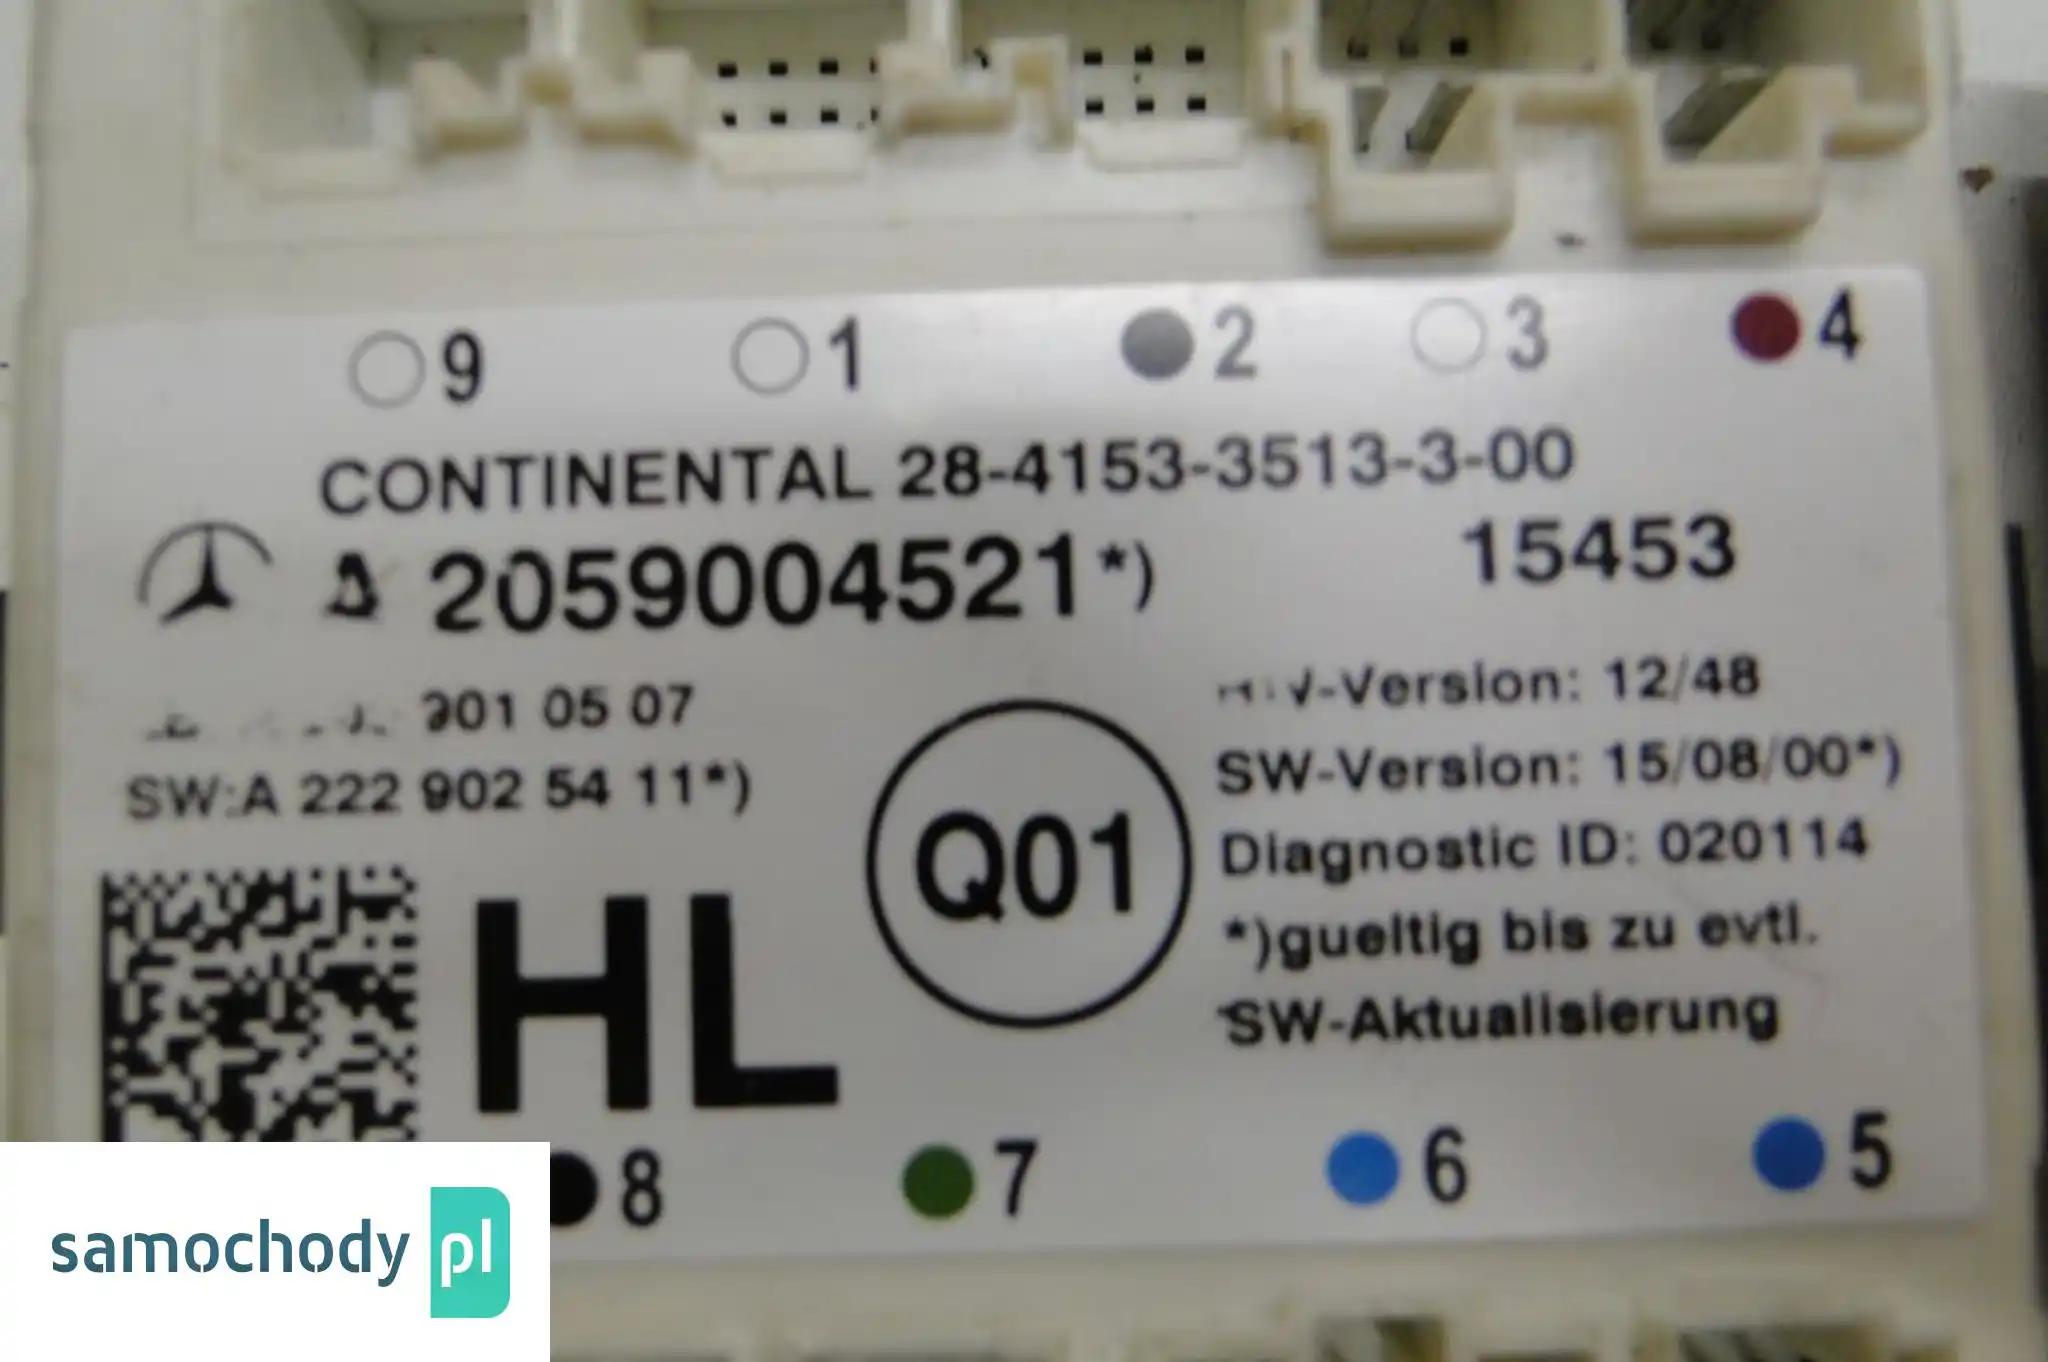 9 1 2 3 4
CONTINENTAL 28-4153-3513-3-00
A 2059004521*) 15453
901 05 07
-Version: 12/48
SW:A 222 902 54 11*)
SW-Version: 15/08/00*)
Q01
Diagnostic ID: 020114
HL
*)gueltig bis zu evtl.
SW-Aktualisierung
8 7 6 5
samochody pl